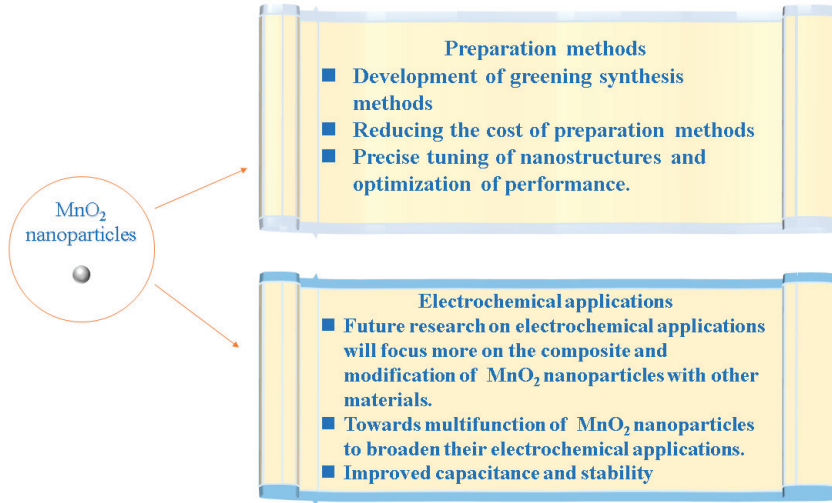 MnO₂
nanoparticles
Preparation methods
■ Development of greening synthesis
methods
■ Reducing the cost of preparation methods
■ Precise tuning of nanostructures and
optimization of performance.
Electrochemical applications
■ Future research on electrochemical applications
will focus more on the composite and
modification of MnO₂ nanoparticles with other
materials.
■ Towards multifunction of MnO₂ nanoparticles
to broaden their electrochemical applications.
■ Improved capacitance and stability